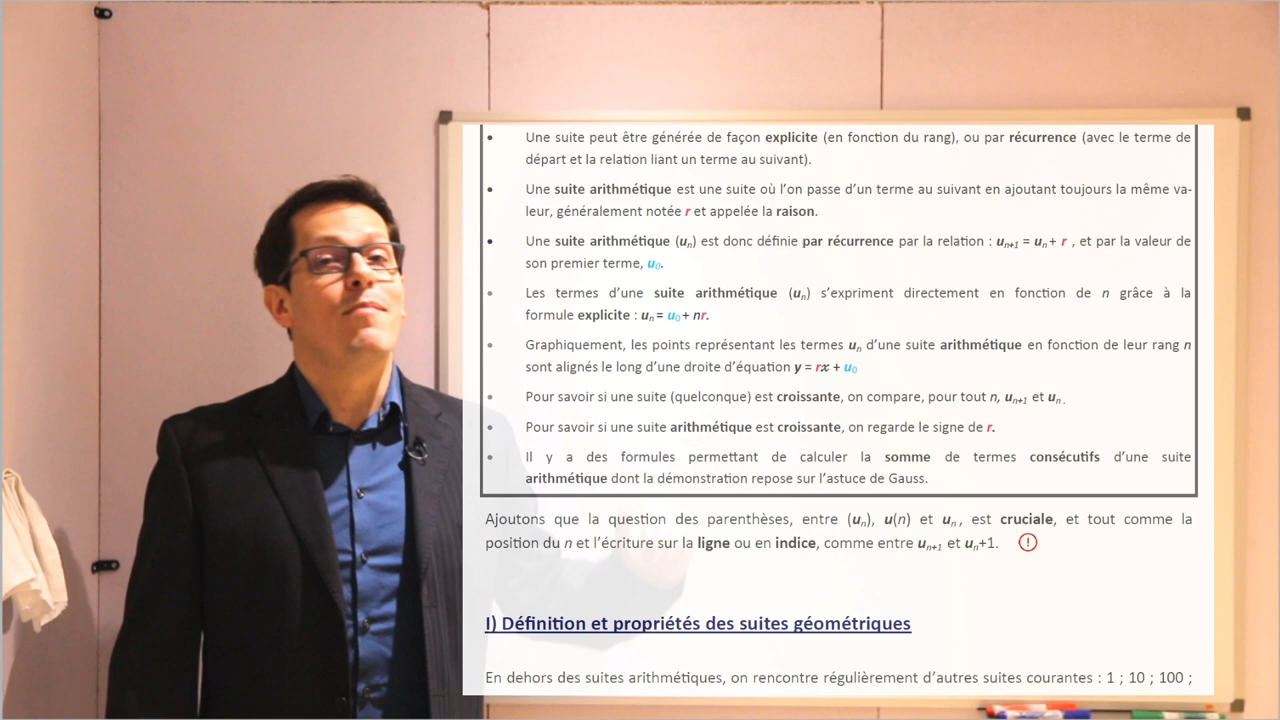 • Une suite peut être générée de façon explicite (en fonction du rang), ou par récurrence (avec le terme de
départ et la relation liant un terme au suivant).
• Une suite arithmétique est une suite où l’on passe d’un terme au suivant en ajoutant toujours la même va-
leur, généralement notée r et appelée la raison.
• Une suite arithmétique (uₙ) est donc définie par récurrence par la relation : uₙ₊₁ = uₙ + r , et par la valeur de
son premier terme, u₀.
• Les termes d’une suite arithmétique (uₙ) s’expriment directement en fonction de n grâce à la
formule explicite : uₙ = u₀ + nr.
• Graphiquement, les points représentant les termes uₙ d’une suite arithmétique en fonction de leur rang n
sont alignés le long d’une droite d’équation y = rx + u₀
• Pour savoir si une suite (quelconque) est croissante, on compare, pour tout n, uₙ₊₁ et uₙ .
• Pour savoir si une suite arithmétique est croissante, on regarde le signe de r.
• Il y a des formules permettant de calculer la somme de termes consécutifs d’une suite
arithmétique dont la démonstration repose sur l’astuce de Gauss.
Ajoutons que la question des parenthèses, entre (uₙ), u(n) et uₙ , est cruciale, et tout comme la
position du n et l’écriture sur la ligne ou en indice, comme entre uₙ₊₁ et uₙ+1. !
I) Définition et propriétés des suites géométriques
En dehors des suites arithmétiques, on rencontre régulièrement d’autres suites courantes : 1 ; 10 ; 100 ;